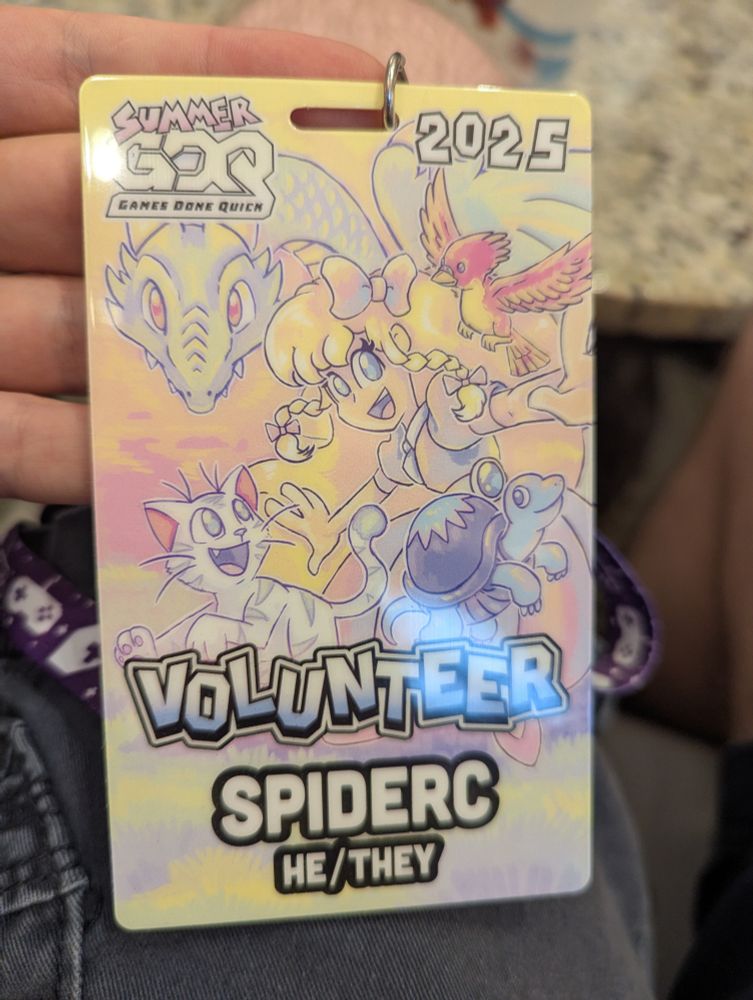 SUMMER
GDQ
GAMES DONE QUICK
2025
VOLUNTEER
SPIDERC
HE/THEY